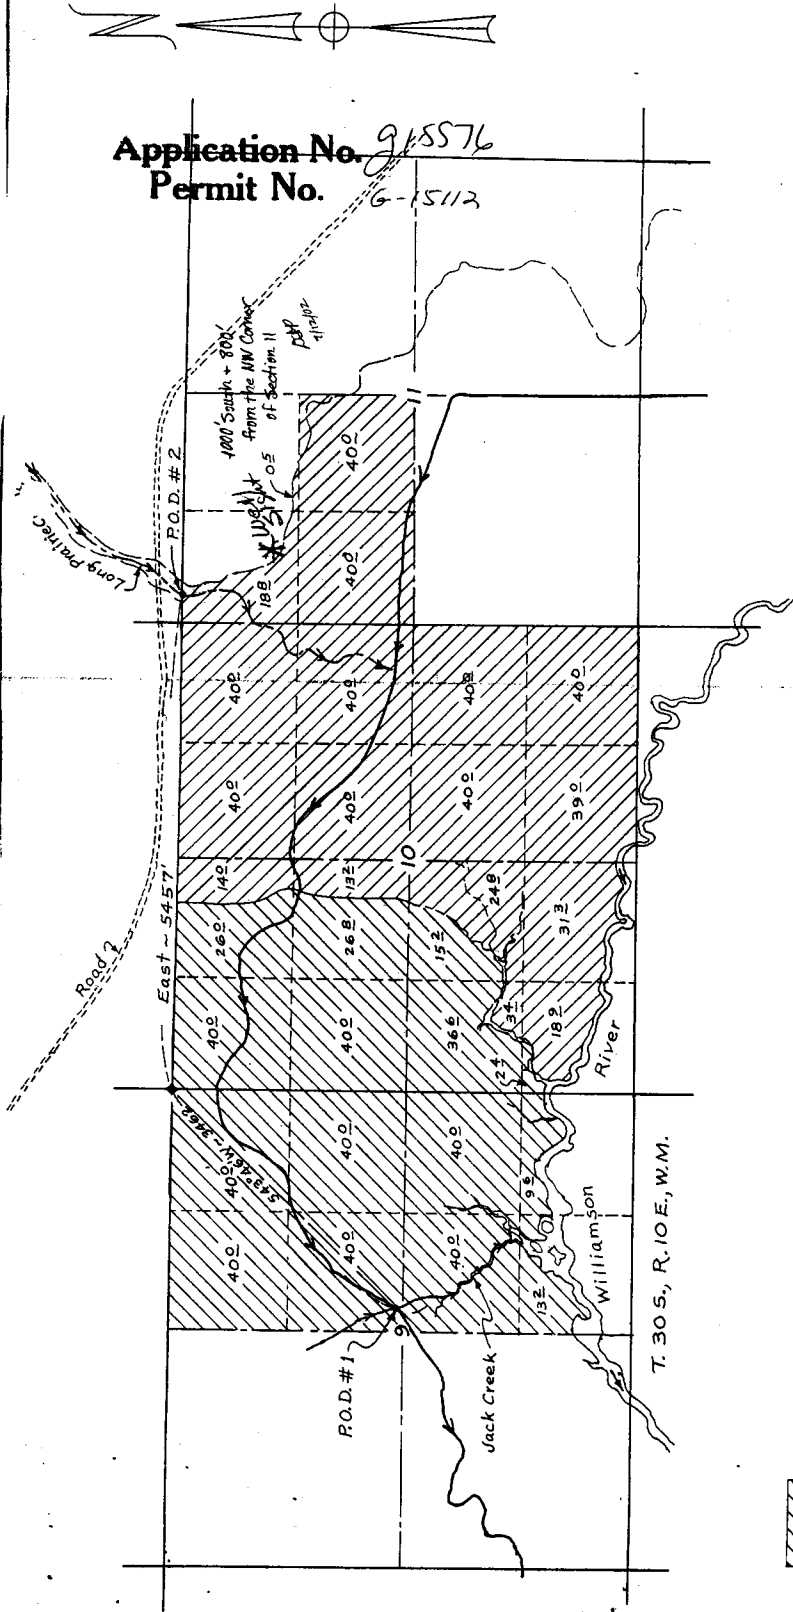 N
Application No. g15576
Permit No. G-15112
1000' South + 800'
from the NW Corner
of Section 11
7/12/02
Well
05
P.O.D. # 2
Long Prairie C.
Road
East ~ 5457'
S43°46'W ~ 3462'
11
40 0
40 0
18 8
40 0
40 0
40 0
40 0
40 0
40 0
40 0
39 0
10
14 0
13 2
24 8
31 3
26 0
26 8
15 2
40 0
40 0
36 6
3 4
18 9
2 4
40 0
40 0
40 0
9 6
40 0
40 0
40 0
13 2
9
P.O.D. # 1
Jack Creek
Williamson
River
T. 30 S., R. 10 E., W.M.